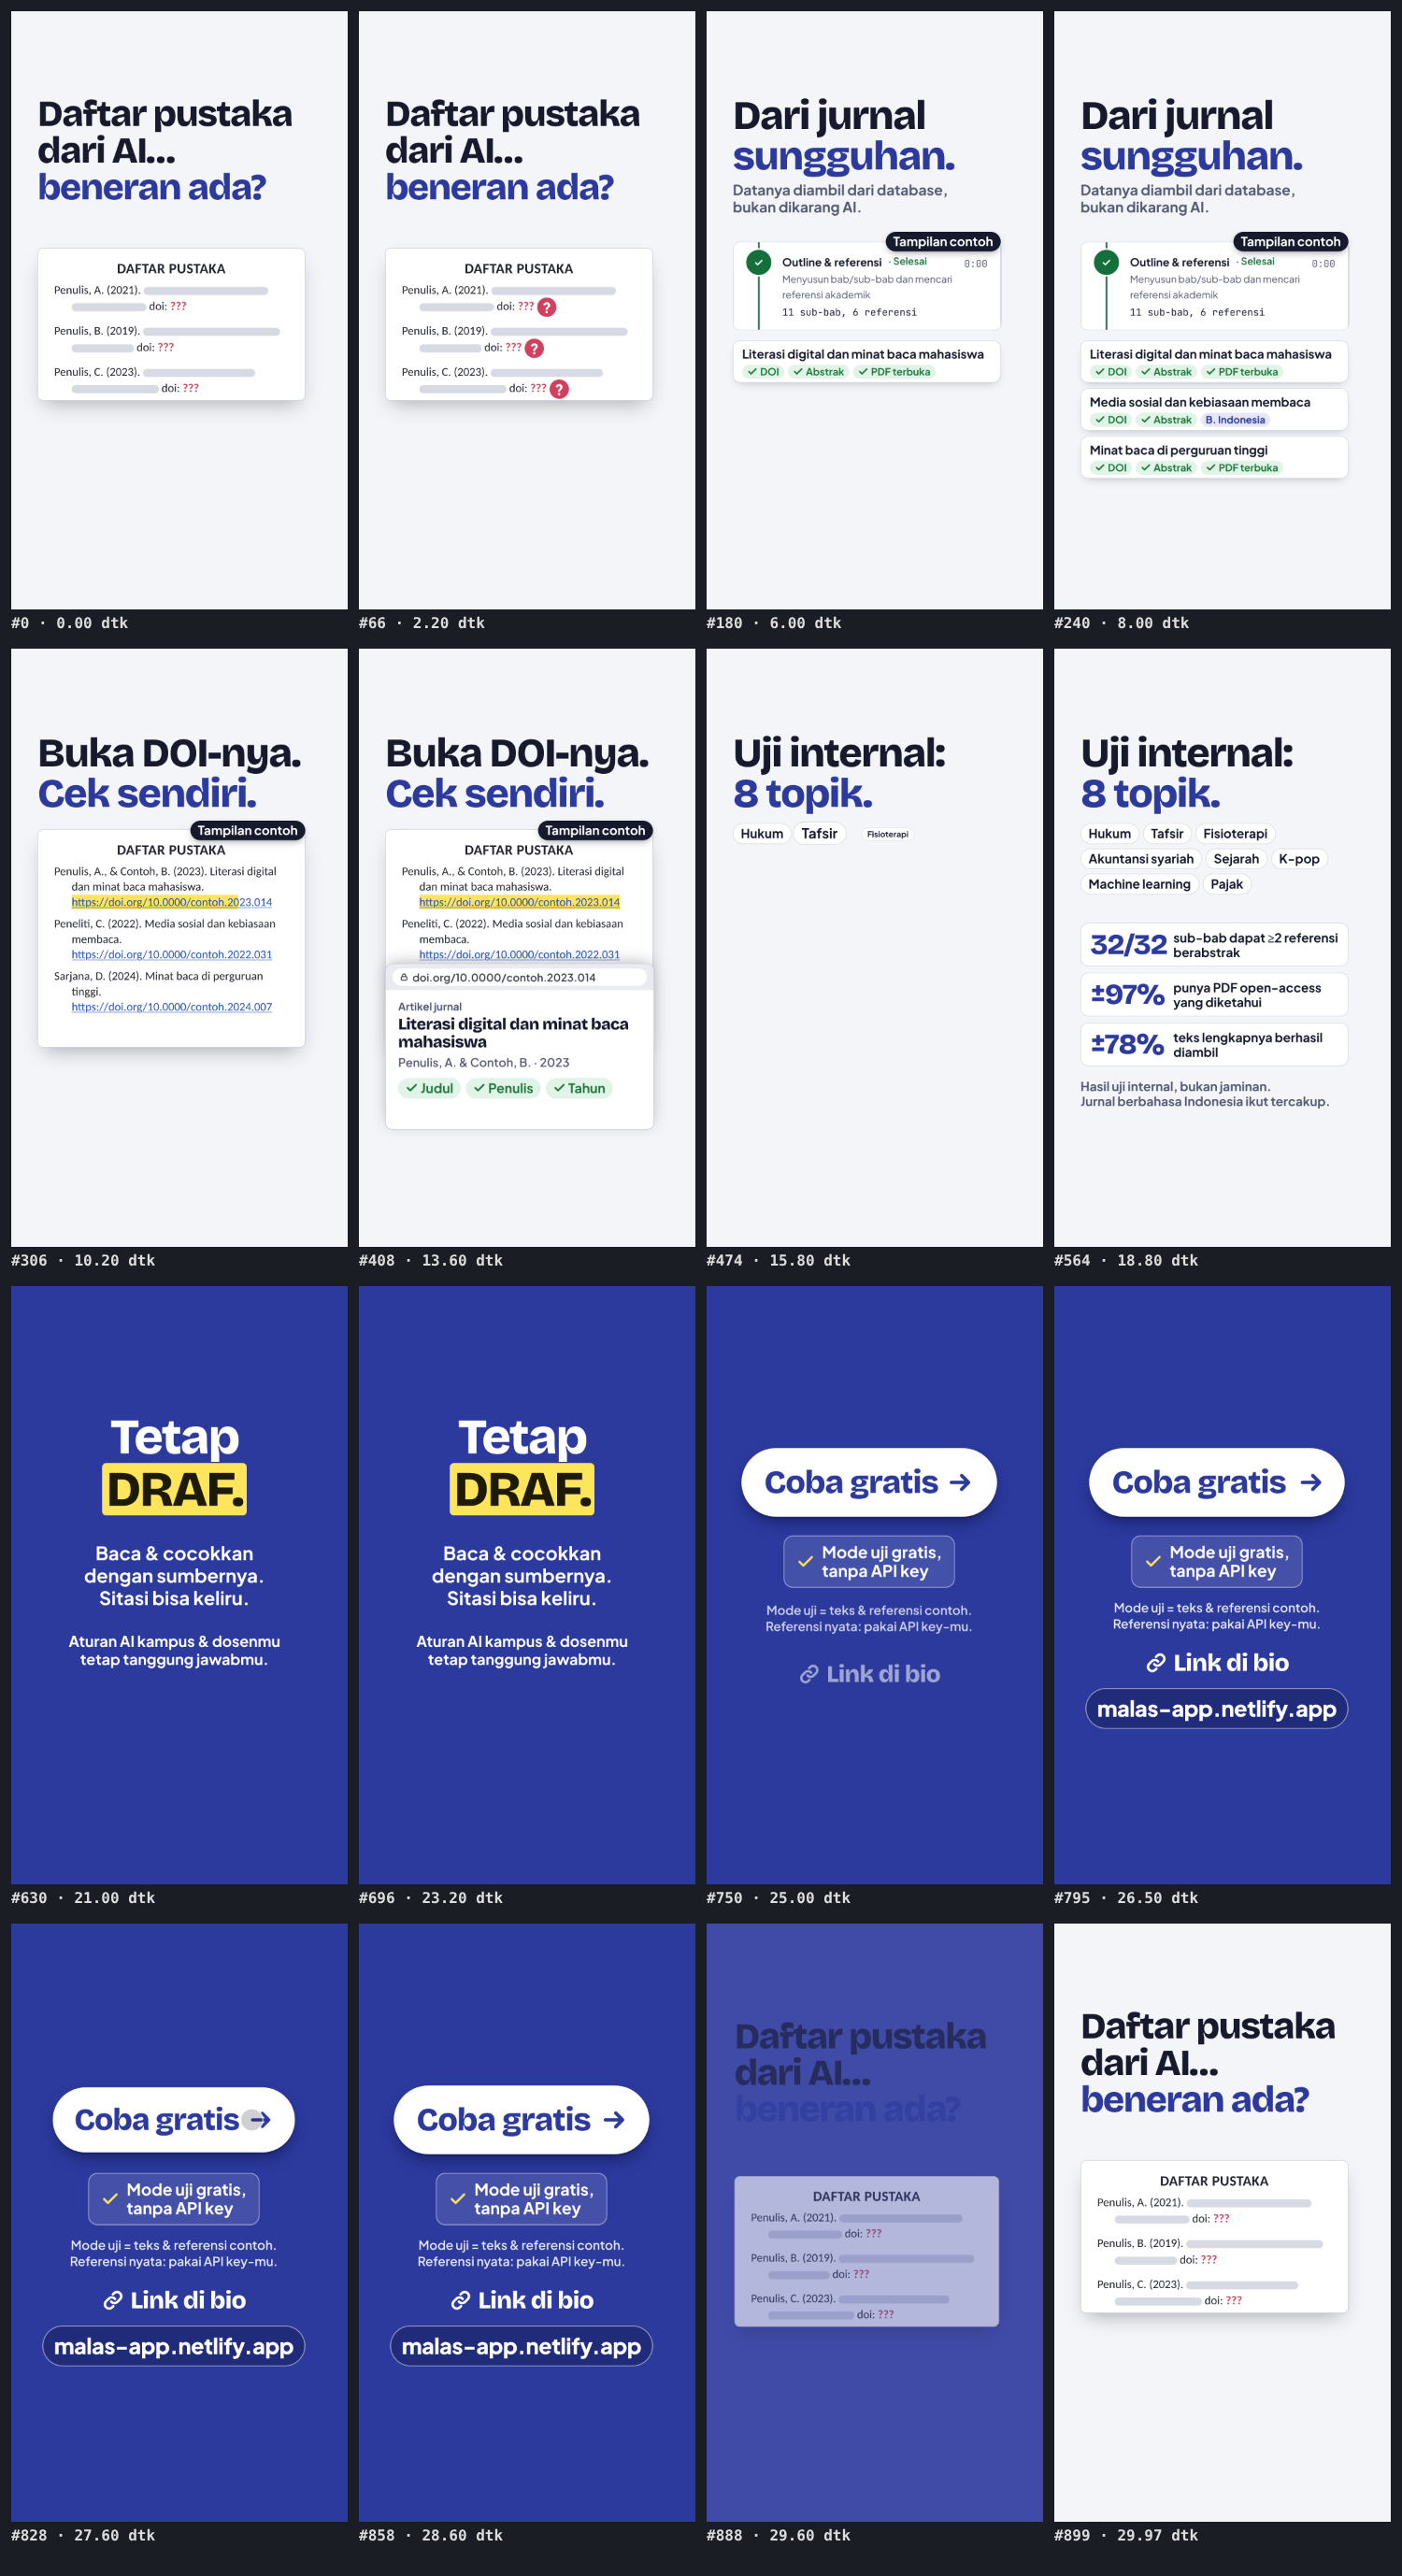 Daftar pustaka
dari AI...
beneran ada?
DAFTAR PUSTAKA
Penulis, A. (2021).
doi: ???
Penulis, B. (2019).
doi: ???
Penulis, C. (2023).
doi: ???
#0 · 0.00 dtk
Daftar pustaka
dari AI...
beneran ada?
DAFTAR PUSTAKA
Penulis, A. (2021).
doi: ??? ?
Penulis, B. (2019).
doi: ??? ?
Penulis, C. (2023).
doi: ??? ?
#66 · 2.20 dtk
Dari jurnal
sungguhan.
Datanya diambil dari database,
bukan dikarang AI.
Tampilan contoh
Outline & referensi · Selesai 0:00
Menyusun bab/sub-bab dan mencari
referensi akademik
11 sub-bab, 6 referensi
Literasi digital dan minat baca mahasiswa
DOI Abstrak PDF terbuka
#180 · 6.00 dtk
Dari jurnal
sungguhan.
Datanya diambil dari database,
bukan dikarang AI.
Tampilan contoh
Outline & referensi · Selesai 0:00
Menyusun bab/sub-bab dan mencari
referensi akademik
11 sub-bab, 6 referensi
Literasi digital dan minat baca mahasiswa
DOI Abstrak PDF terbuka
Media sosial dan kebiasaan membaca
DOI Abstrak B. Indonesia
Minat baca di perguruan tinggi
DOI Abstrak PDF terbuka
#240 · 8.00 dtk
Buka DOI-nya.
Cek sendiri.
Tampilan contoh
DAFTAR PUSTAKA
Penulis, A., & Contoh, B. (2023). Literasi digital
dan minat baca mahasiswa.
https://doi.org/10.0000/contoh.2023.014
Peneliti, C. (2022). Media sosial dan kebiasaan
membaca.
https://doi.org/10.0000/contoh.2022.031
Sarjana, D. (2024). Minat baca di perguruan
tinggi.
https://doi.org/10.0000/contoh.2024.007
#306 · 10.20 dtk
Buka DOI-nya.
Cek sendiri.
Tampilan contoh
DAFTAR PUSTAKA
Penulis, A., & Contoh, B. (2023). Literasi digital
dan minat baca mahasiswa.
https://doi.org/10.0000/contoh.2023.014
Peneliti, C. (2022). Media sosial dan kebiasaan
membaca.
https://doi.org/10.0000/contoh.2022.031
doi.org/10.0000/contoh.2023.014
Artikel jurnal
Literasi digital dan minat baca
mahasiswa
Penulis, A. & Contoh, B. · 2023
Judul Penulis Tahun
#408 · 13.60 dtk
Uji internal:
8 topik.
Hukum Tafsir Fisioterapi
#474 · 15.80 dtk
Uji internal:
8 topik.
Hukum Tafsir Fisioterapi
Akuntansi syariah Sejarah K-pop
Machine learning Pajak
32/32 sub-bab dapat ≥2 referensi
berabstrak
±97% punya PDF open-access
yang diketahui
±78% teks lengkapnya berhasil
diambil
Hasil uji internal, bukan jaminan.
Jurnal berbahasa Indonesia ikut tercakup.
#564 · 18.80 dtk
Tetap
DRAF.
Baca & cocokkan
dengan sumbernya.
Sitasi bisa keliru.
Aturan AI kampus & dosenmu
tetap tanggung jawabmu.
#630 · 21.00 dtk
Tetap
DRAF.
Baca & cocokkan
dengan sumbernya.
Sitasi bisa keliru.
Aturan AI kampus & dosenmu
tetap tanggung jawabmu.
#696 · 23.20 dtk
Coba gratis →
Mode uji gratis,
tanpa API key
Mode uji = teks & referensi contoh.
Referensi nyata: pakai API key-mu.
Link di bio
#750 · 25.00 dtk
Coba gratis →
Mode uji gratis,
tanpa API key
Mode uji = teks & referensi contoh.
Referensi nyata: pakai API key-mu.
Link di bio
malas-app.netlify.app
#795 · 26.50 dtk
Coba gratis →
Mode uji gratis,
tanpa API key
Mode uji = teks & referensi contoh.
Referensi nyata: pakai API key-mu.
Link di bio
malas-app.netlify.app
#828 · 27.60 dtk
Coba gratis →
Mode uji gratis,
tanpa API key
Mode uji = teks & referensi contoh.
Referensi nyata: pakai API key-mu.
Link di bio
malas-app.netlify.app
#858 · 28.60 dtk
Daftar pustaka
dari AI...
beneran ada?
DAFTAR PUSTAKA
Penulis, A. (2021).
doi: ???
Penulis, B. (2019).
doi: ???
Penulis, C. (2023).
doi: ???
#888 · 29.60 dtk
Daftar pustaka
dari AI...
beneran ada?
DAFTAR PUSTAKA
Penulis, A. (2021).
doi: ???
Penulis, B. (2019).
doi: ???
Penulis, C. (2023).
doi: ???
#899 · 29.97 dtk